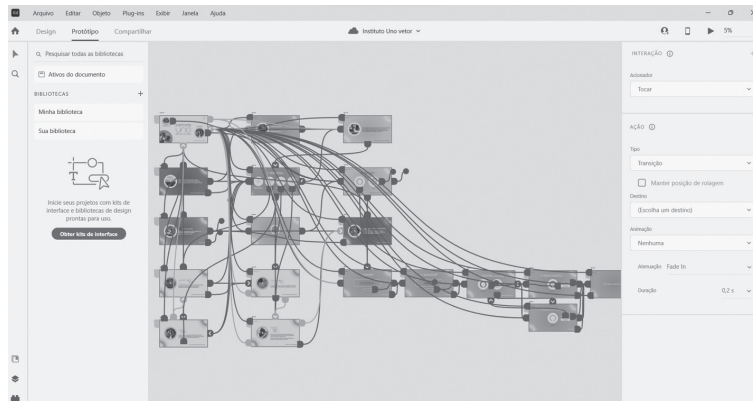 Xd Arquivo Editar Objeto Plug-ins Exibir Janela Ajuda
Design Protótipo Compartilhar
Instituto Uno vetor
5%
Pesquisar todas as bibliotecas
Ativos do documento
BIBLIOTECAS +
Minha biblioteca
Sua biblioteca
T
Inicie seus projetos com kits de
interface e bibliotecas de design
prontas para uso.
Obter kits de interface
INTERAÇÃO
Acionador
Tocar
AÇÃO
Tipo
Transição
Manter posição de rolagem
Destino
(Escolha um destino)
Animação
Nenhuma
Atenuação Fade In
Duração 0,2 s